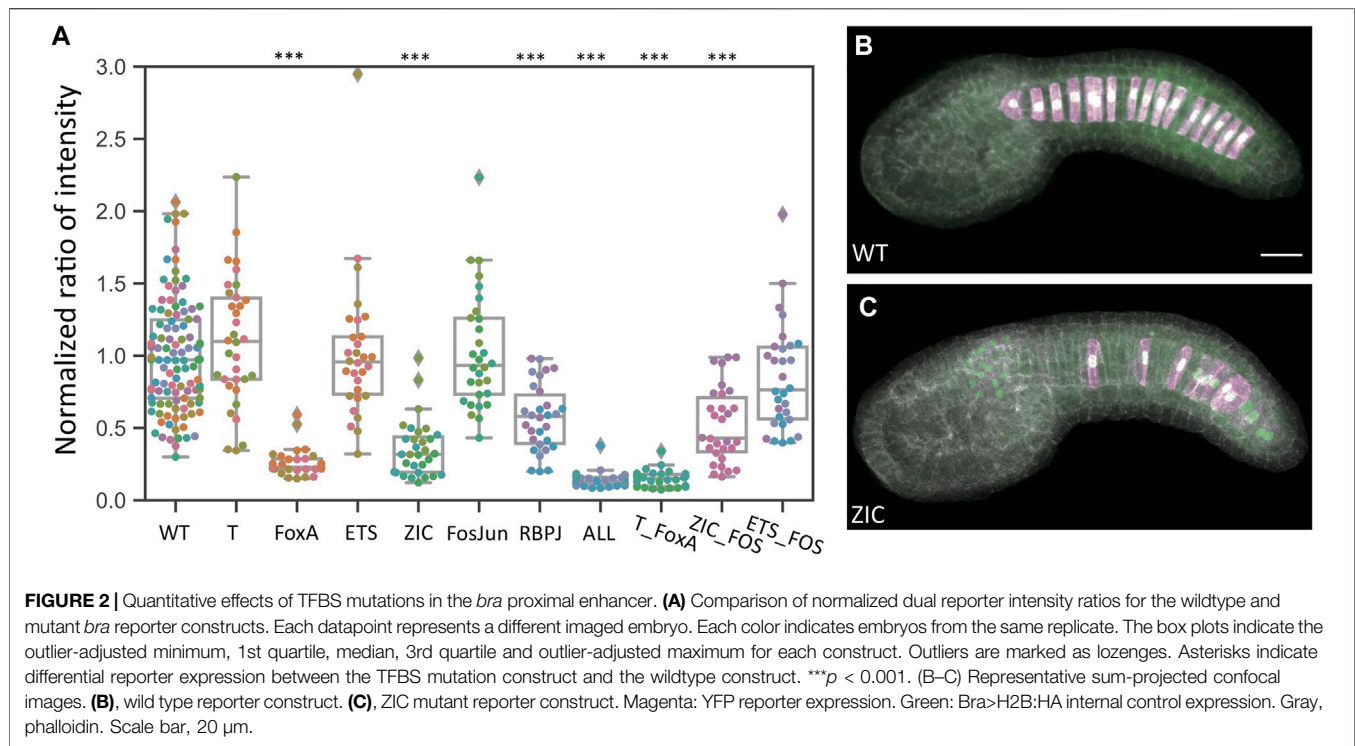 A
*** *** *** *** *** ***
Normalized ratio of intensity
3.0
2.5
2.0
1.5
1.0
0.5
0.0
WT T FoxA ETS ZIC FosJun RBPJ ALL T_FoxA ZIC_FOS ETS_FOS
B
WT
C
ZIC
FIGURE 2 | Quantitative effects of TFBS mutations in the bra proximal enhancer. (A) Comparison of normalized dual reporter intensity ratios for the wildtype and
mutant bra reporter constructs. Each datapoint represents a different imaged embryo. Each color indicates embryos from the same replicate. The box plots indicate the
outlier-adjusted minimum, 1st quartile, median, 3rd quartile and outlier-adjusted maximum for each construct. Outliers are marked as lozenges. Asterisks indicate
differential reporter expression between the TFBS mutation construct and the wildtype construct. ***p < 0.001. (B–C) Representative sum-projected confocal
images. (B), wild type reporter construct. (C), ZIC mutant reporter construct. Magenta: YFP reporter expression. Green: Bra>H2B:HA internal control expression. Gray,
phalloidin. Scale bar, 20 µm.